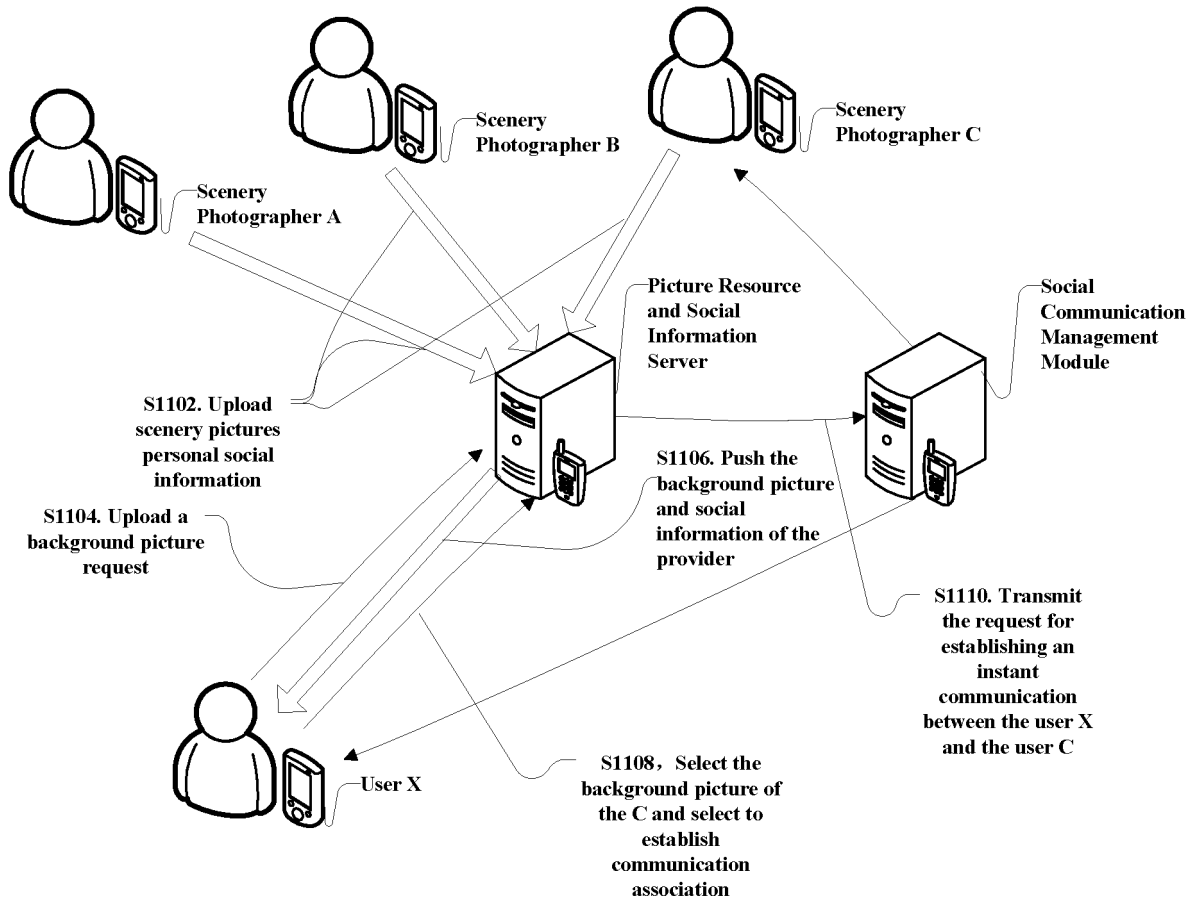 Scenery
Photographer A
Scenery
Photographer B
Scenery
Photographer C
Picture Resource
and Social
Information
Server
Social
Communication
Management
Module
S1102. Upload
scenery pictures
personal social
information
S1104. Upload a
background picture
request
S1106. Push the
background picture
and social
information of the
provider
S1110. Transmit
the request for
establishing an
instant
communication
between the user X
and the user C
User X
S1108，Select the
background picture of
the C and select to
establish
communication
association